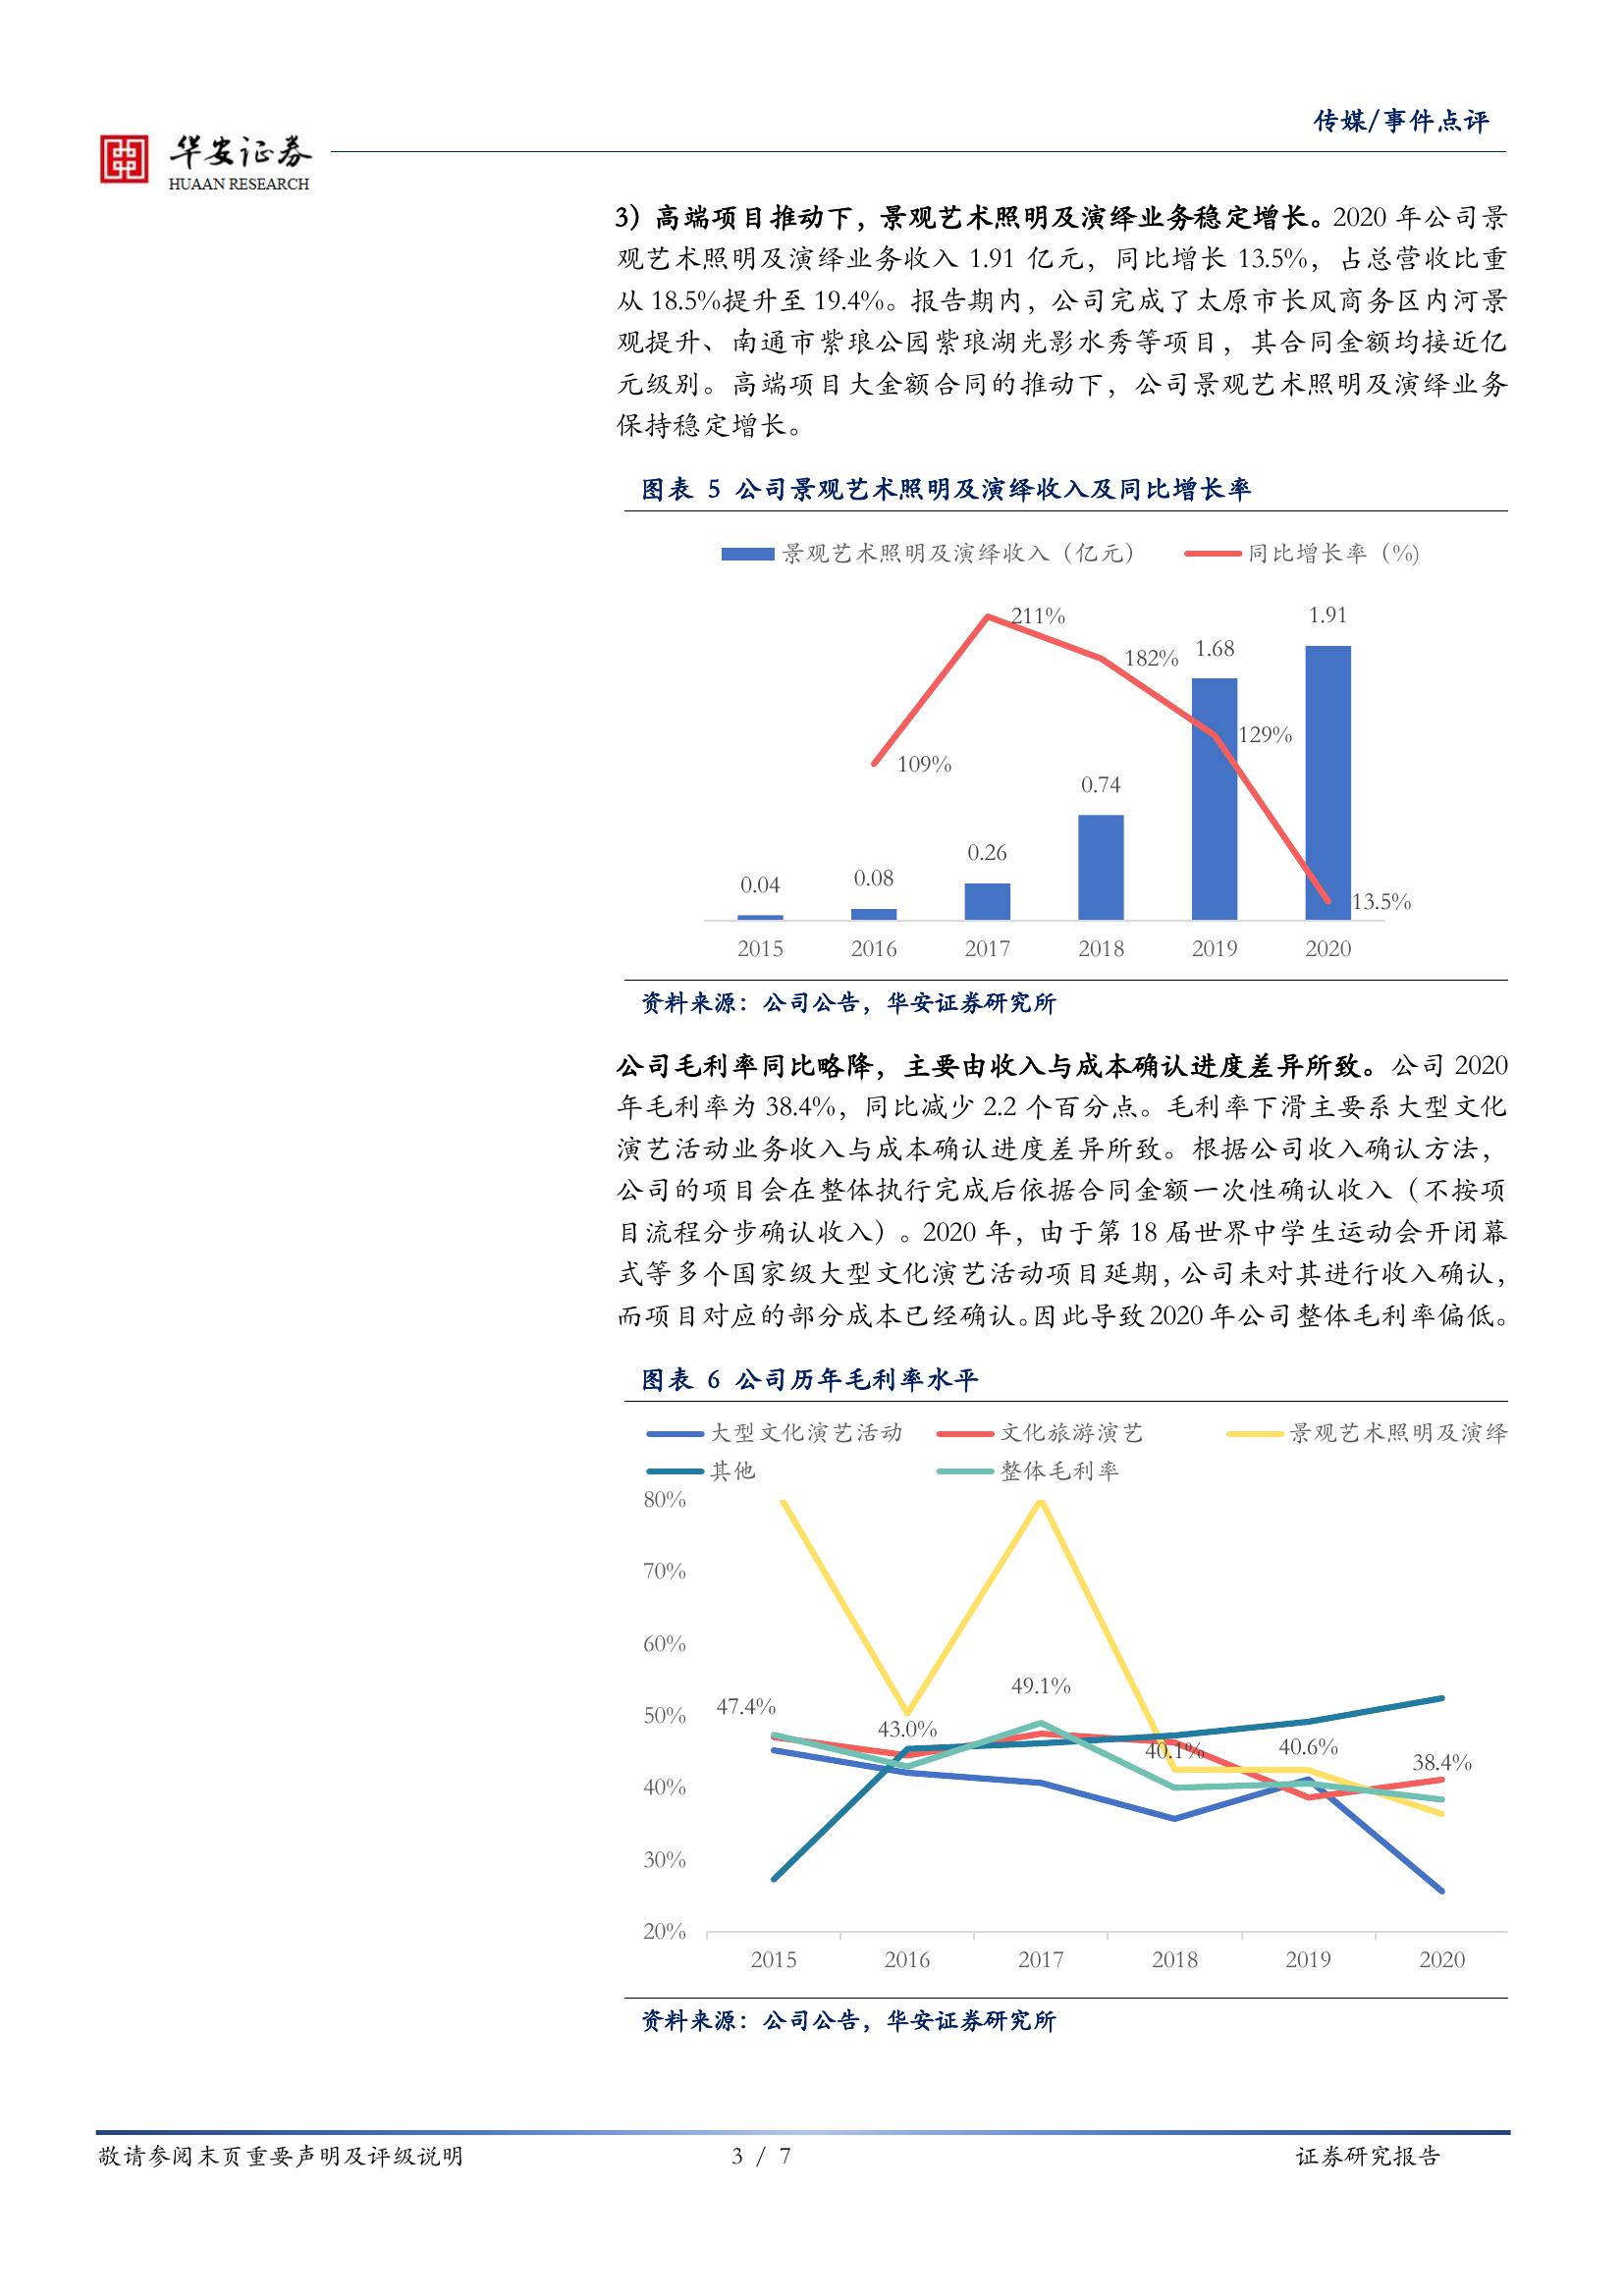 传媒/事件点评
华安证券
HUAAN RESEARCH
3）高端项目推动下，景观艺术照明及演绎业务稳定增长。2020 年公司景
观艺术照明及演绎业务收入 1.91 亿元，同比增长 13.5%，占总营收比重
从 18.5%提升至 19.4%。报告期内，公司完成了太原市长风商务区内河景
观提升、南通市紫琅公园紫琅湖光影水秀等项目，其合同金额均接近亿
元级别。高端项目大金额合同的推动下，公司景观艺术照明及演绎业务
保持稳定增长。
图表 5 公司景观艺术照明及演绎收入及同比增长率
景观艺术照明及演绎收入（亿元） 同比增长率（%)
211%
1.91
182%
1.68
129%
109%
0.74
0.26
0.08
0.04
13.5%
2015 2016 2017 2018 2019 2020
资料来源：公司公告，华安证券研究所
公司毛利率同比略降，主要由收入与成本确认进度差异所致。公司 2020
年毛利率为 38.4%，同比减少 2.2 个百分点。毛利率下滑主要系大型文化
演艺活动业务收入与成本确认进度差异所致。根据公司收入确认方法，
公司的项目会在整体执行完成后依据合同金额一次性确认收入（不按项
目流程分步确认收入）。2020 年，由于第 18 届世界中学生运动会开闭幕
式等多个国家级大型文化演艺活动项目延期，公司未对其进行收入确认，
而项目对应的部分成本已经确认。因此导致 2020 年公司整体毛利率偏低。
图表 6 公司历年毛利率水平
大型文化演艺活动 文化旅游演艺 景观艺术照明及演绎
其他 整体毛利率
80%
70%
60%
50%
40%
30%
20%
47.4%
43.0%
49.1%
40.1%
40.6%
38.4%
2015 2016 2017 2018 2019 2020
资料来源：公司公告，华安证券研究所
敬请参阅末页重要声明及评级说明 3 / 7 证券研究报告